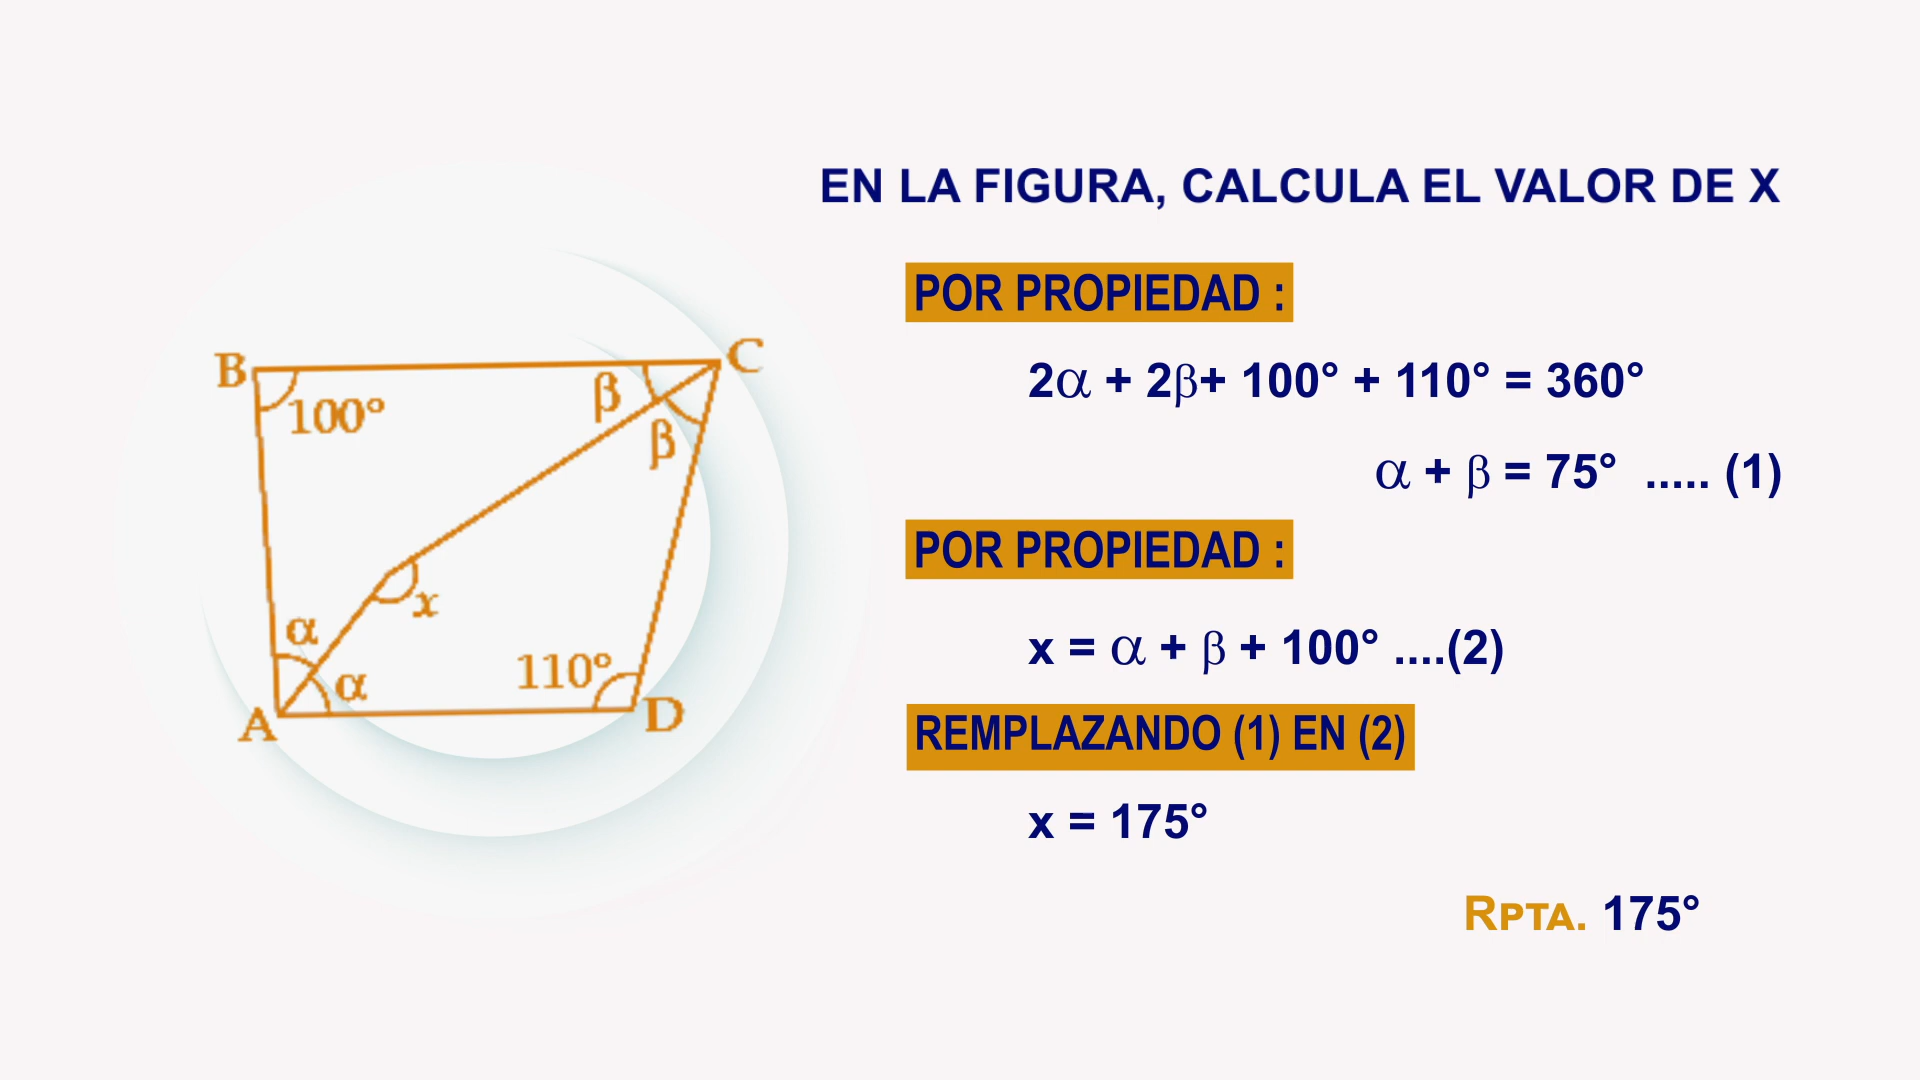 EN LA FIGURA, CALCULA EL VALOR DE X
POR PROPIEDAD :
2α + 2β+ 100° + 110° = 360°
α + β = 75° ..... (1)
POR PROPIEDAD :
x = α + β + 100° ....(2)
REMPLAZANDO (1) EN (2)
x = 175°
RPTA. 175°
B
C
100°
β
β
x
α
α
110°
A
D